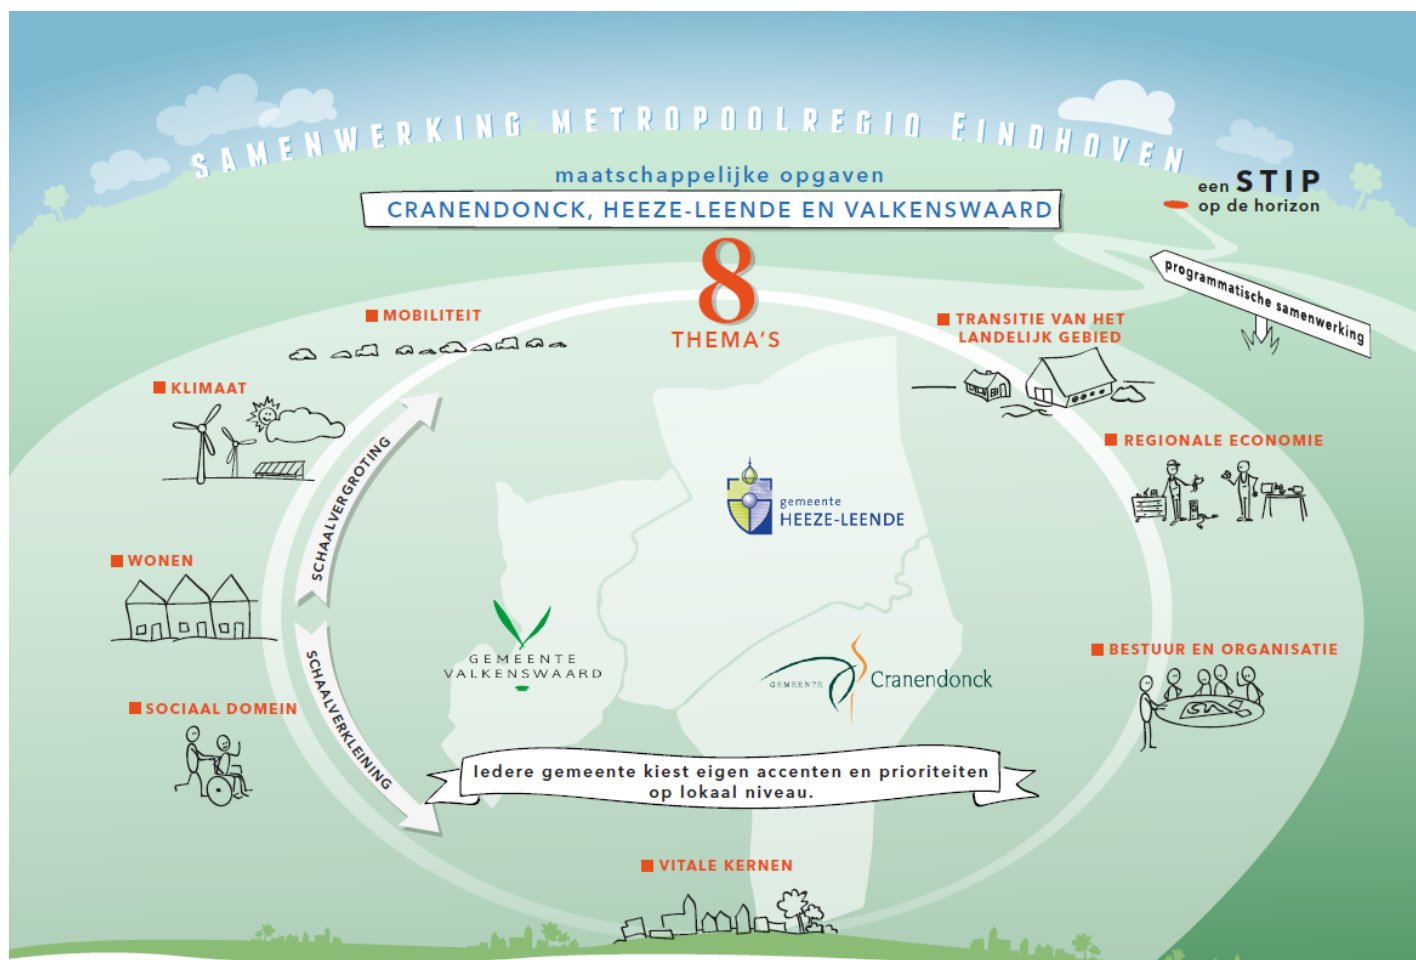 SAMENWERKING METROPOOLREGIO EINDHOVEN
maatschappelijke opgaven
CRANENDONCK, HEEZE-LEENDE EN VALKENSWAARD
een STIP
op de horizon
programmatische samenwerking
8
THEMA'S
MOBILITEIT
TRANSITIE VAN HET
LANDELIJK GEBIED
KLIMAAT
REGIONALE ECONOMIE
SCHAALVERGROTING
gemeente
HEEZE-LEENDE
WONEN
GEMEENTE
VALKENSWAARD
GEMEENTE Cranendonck
BESTUUR EN ORGANISATIE
SCHAALVERKLEINING
SOCIAAL DOMEIN
Iedere gemeente kiest eigen accenten en prioriteiten
op lokaal niveau.
VITALE KERNEN